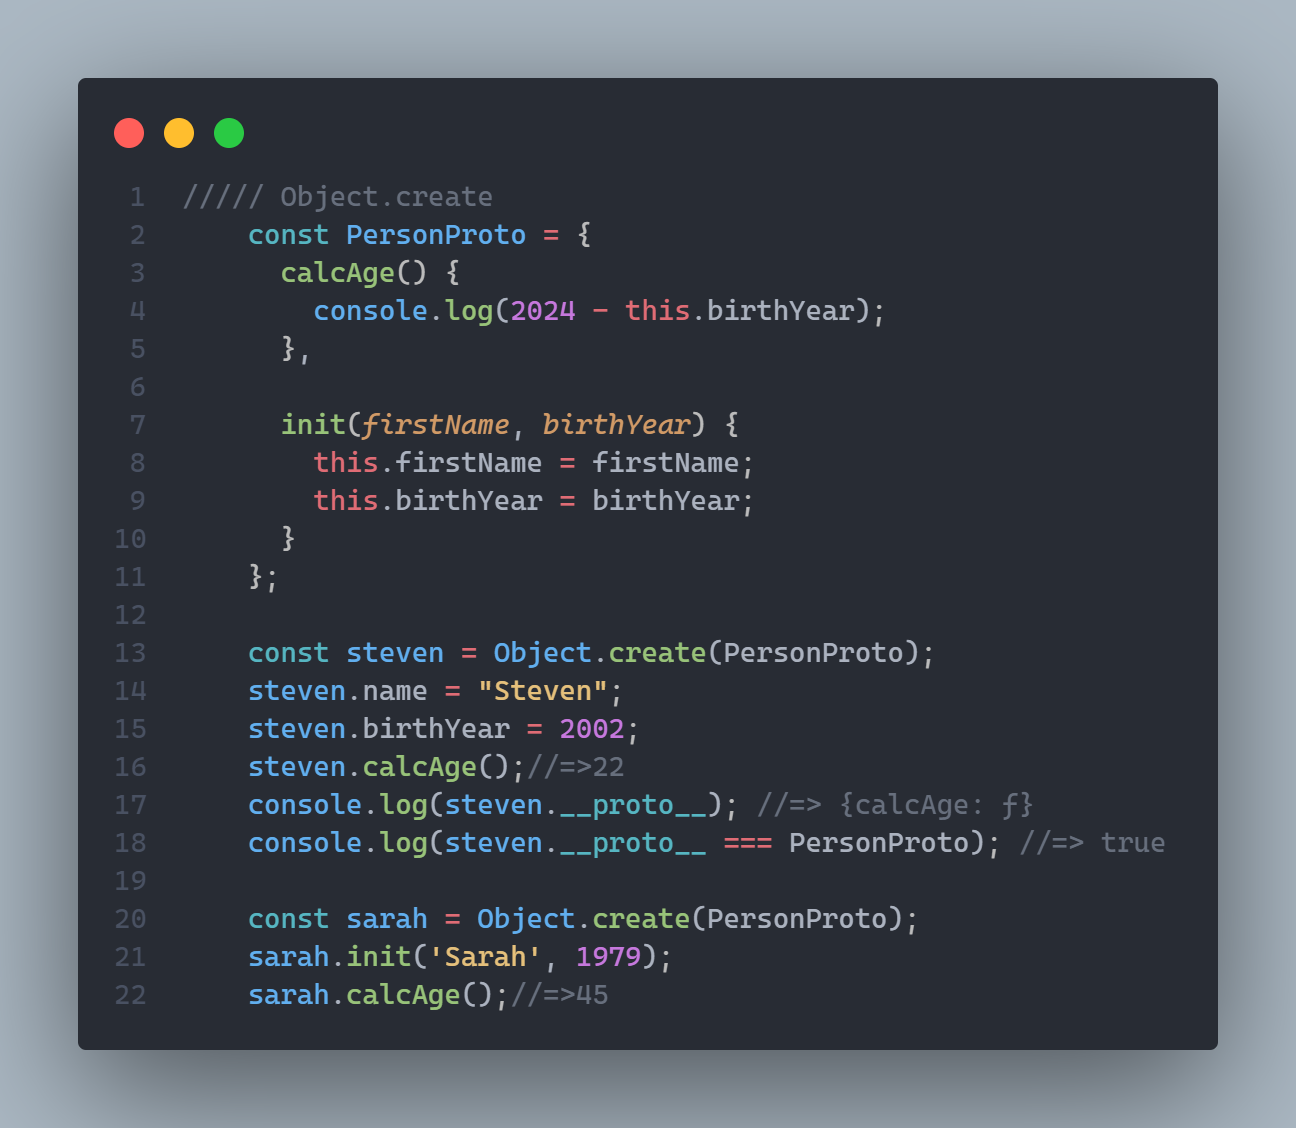 1 ///// Object.create
2 const PersonProto = {
3 calcAge() {
4 console.log(2024 - this.birthYear);
5 },
6
7 init(firstName, birthYear) {
8 this.firstName = firstName;
9 this.birthYear = birthYear;
10 }
11 };
12
13 const steven = Object.create(PersonProto);
14 steven.name = "Steven";
15 steven.birthYear = 2002;
16 steven.calcAge();//=>22
17 console.log(steven.__proto__); //=> {calcAge: ƒ}
18 console.log(steven.__proto__ === PersonProto); //=> true
19
20 const sarah = Object.create(PersonProto);
21 sarah.init('Sarah', 1979);
22 sarah.calcAge();//=>45